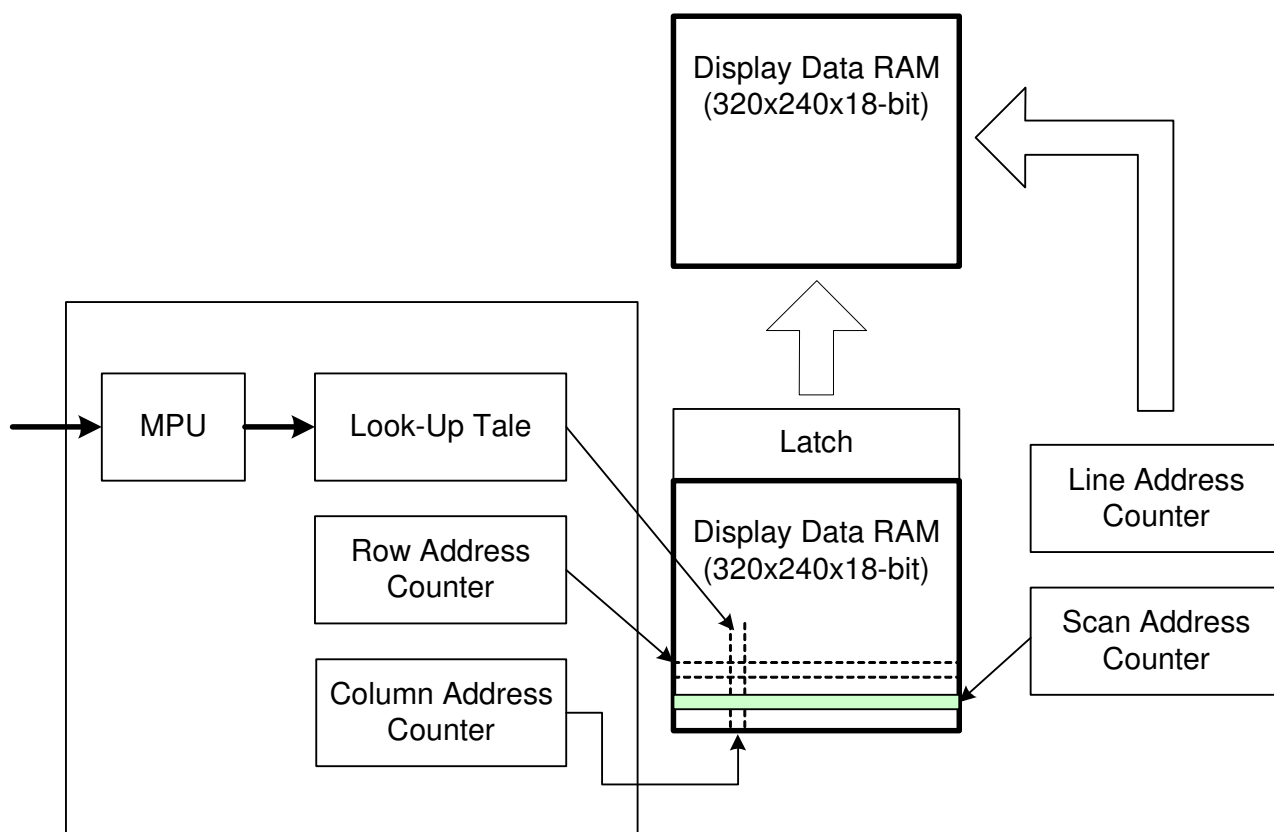 Display Data RAM
(320x240x18-bit)
MPU
Look-Up Tale
Latch
Line Address
Counter
Row Address
Counter
Display Data RAM
(320x240x18-bit)
Scan Address
Counter
Column Address
Counter